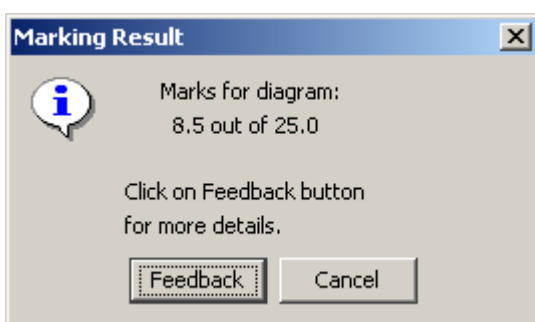 Marking Result
Marks for diagram:
8.5 out of 25.0
Click on Feedback button
for more details.
Feedback Cancel